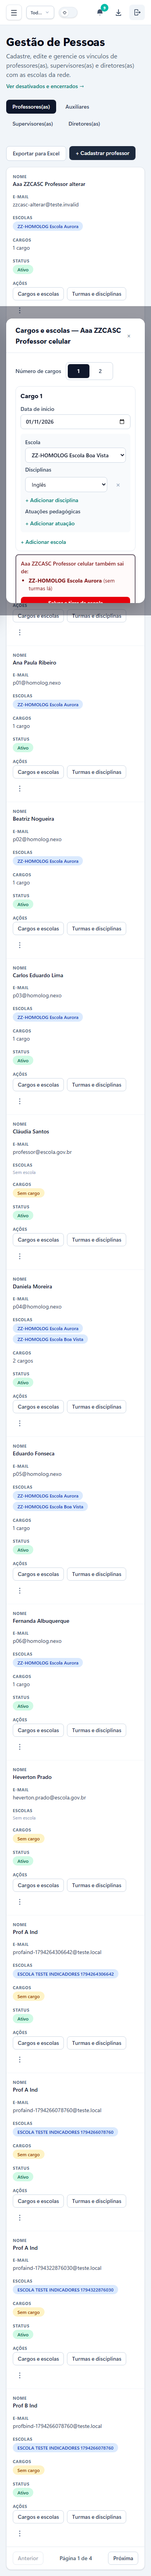 Tod...
Gestão de Pessoas
Cadastre, edite e gerencie os vínculos de
professores(as), supervisores(as) e diretores(as)
com as escolas da rede.
Ver desativados e encerrados →
Professores(as)
Auxiliares
Supervisores(as)
Diretores(as)
Exportar para Excel
+ Cadastrar professor
NOME
Aaa ZZCASC Professor alterar
E-MAIL
zzcasc-alterar@teste.invalid
ESCOLAS
ZZ-HOMOLOG Escola Aurora
CARGOS
1 cargo
STATUS
Ativo
AÇÕES
Cargos e escolas
Turmas e disciplinas
Cargos e escolas — Aaa ZZCASC
Professor celular
×
Número de cargos
1
2
Cargo 1
Data de início
01/11/2026
Escola
ZZ-HOMOLOG Escola Boa Vista
Disciplinas
Inglês
×
+ Adicionar disciplina
Atuações pedagógicas
+ Adicionar atuação
+ Adicionar escola
Aaa ZZCASC Professor celular também sai
de:
• ZZ-HOMOLOG Escola Aurora (sem
turmas lá)
AÇÕES
Cargos e escolas
Turmas e disciplinas
NOME
Ana Paula Ribeiro
E-MAIL
p01@homolog.nexo
ESCOLAS
ZZ-HOMOLOG Escola Aurora
CARGOS
1 cargo
STATUS
Ativo
AÇÕES
Cargos e escolas
Turmas e disciplinas
NOME
Beatriz Nogueira
E-MAIL
p02@homolog.nexo
ESCOLAS
ZZ-HOMOLOG Escola Aurora
CARGOS
1 cargo
STATUS
Ativo
AÇÕES
Cargos e escolas
Turmas e disciplinas
NOME
Carlos Eduardo Lima
E-MAIL
p03@homolog.nexo
ESCOLAS
ZZ-HOMOLOG Escola Aurora
CARGOS
1 cargo
STATUS
Ativo
AÇÕES
Cargos e escolas
Turmas e disciplinas
NOME
Cláudia Santos
E-MAIL
professor@escola.gov.br
ESCOLAS
Sem escola
CARGOS
Sem cargo
STATUS
Ativo
AÇÕES
Cargos e escolas
Turmas e disciplinas
NOME
Daniela Moreira
E-MAIL
p04@homolog.nexo
ESCOLAS
ZZ-HOMOLOG Escola Aurora
ZZ-HOMOLOG Escola Boa Vista
CARGOS
2 cargos
STATUS
Ativo
AÇÕES
Cargos e escolas
Turmas e disciplinas
NOME
Eduardo Fonseca
E-MAIL
p05@homolog.nexo
ESCOLAS
ZZ-HOMOLOG Escola Aurora
ZZ-HOMOLOG Escola Boa Vista
CARGOS
1 cargo
STATUS
Ativo
AÇÕES
Cargos e escolas
Turmas e disciplinas
NOME
Fernanda Albuquerque
E-MAIL
p06@homolog.nexo
ESCOLAS
ZZ-HOMOLOG Escola Aurora
CARGOS
1 cargo
STATUS
Ativo
AÇÕES
Cargos e escolas
Turmas e disciplinas
NOME
Heverton Prado
E-MAIL
heverton.prado@escola.gov.br
ESCOLAS
Sem escola
CARGOS
Sem cargo
STATUS
Ativo
AÇÕES
Cargos e escolas
Turmas e disciplinas
NOME
Prof A Ind
E-MAIL
profaind-1794264306642@teste.local
ESCOLAS
ESCOLA TESTE INDICADORES 1794264306642
CARGOS
Sem cargo
STATUS
Ativo
AÇÕES
Cargos e escolas
Turmas e disciplinas
NOME
Prof A Ind
E-MAIL
profaind-1794266078760@teste.local
ESCOLAS
ESCOLA TESTE INDICADORES 1794266078760
CARGOS
Sem cargo
STATUS
Ativo
AÇÕES
Cargos e escolas
Turmas e disciplinas
NOME
Prof A Ind
E-MAIL
profaind-1794322876030@teste.local
ESCOLAS
ESCOLA TESTE INDICADORES 1794322876030
CARGOS
Sem cargo
STATUS
Ativo
AÇÕES
Cargos e escolas
Turmas e disciplinas
NOME
Prof B Ind
E-MAIL
profbind-1794266078760@teste.local
ESCOLAS
ESCOLA TESTE INDICADORES 1794266078760
CARGOS
Sem cargo
STATUS
Ativo
AÇÕES
Cargos e escolas
Turmas e disciplinas
Anterior
Página 1 de 4
Próxima